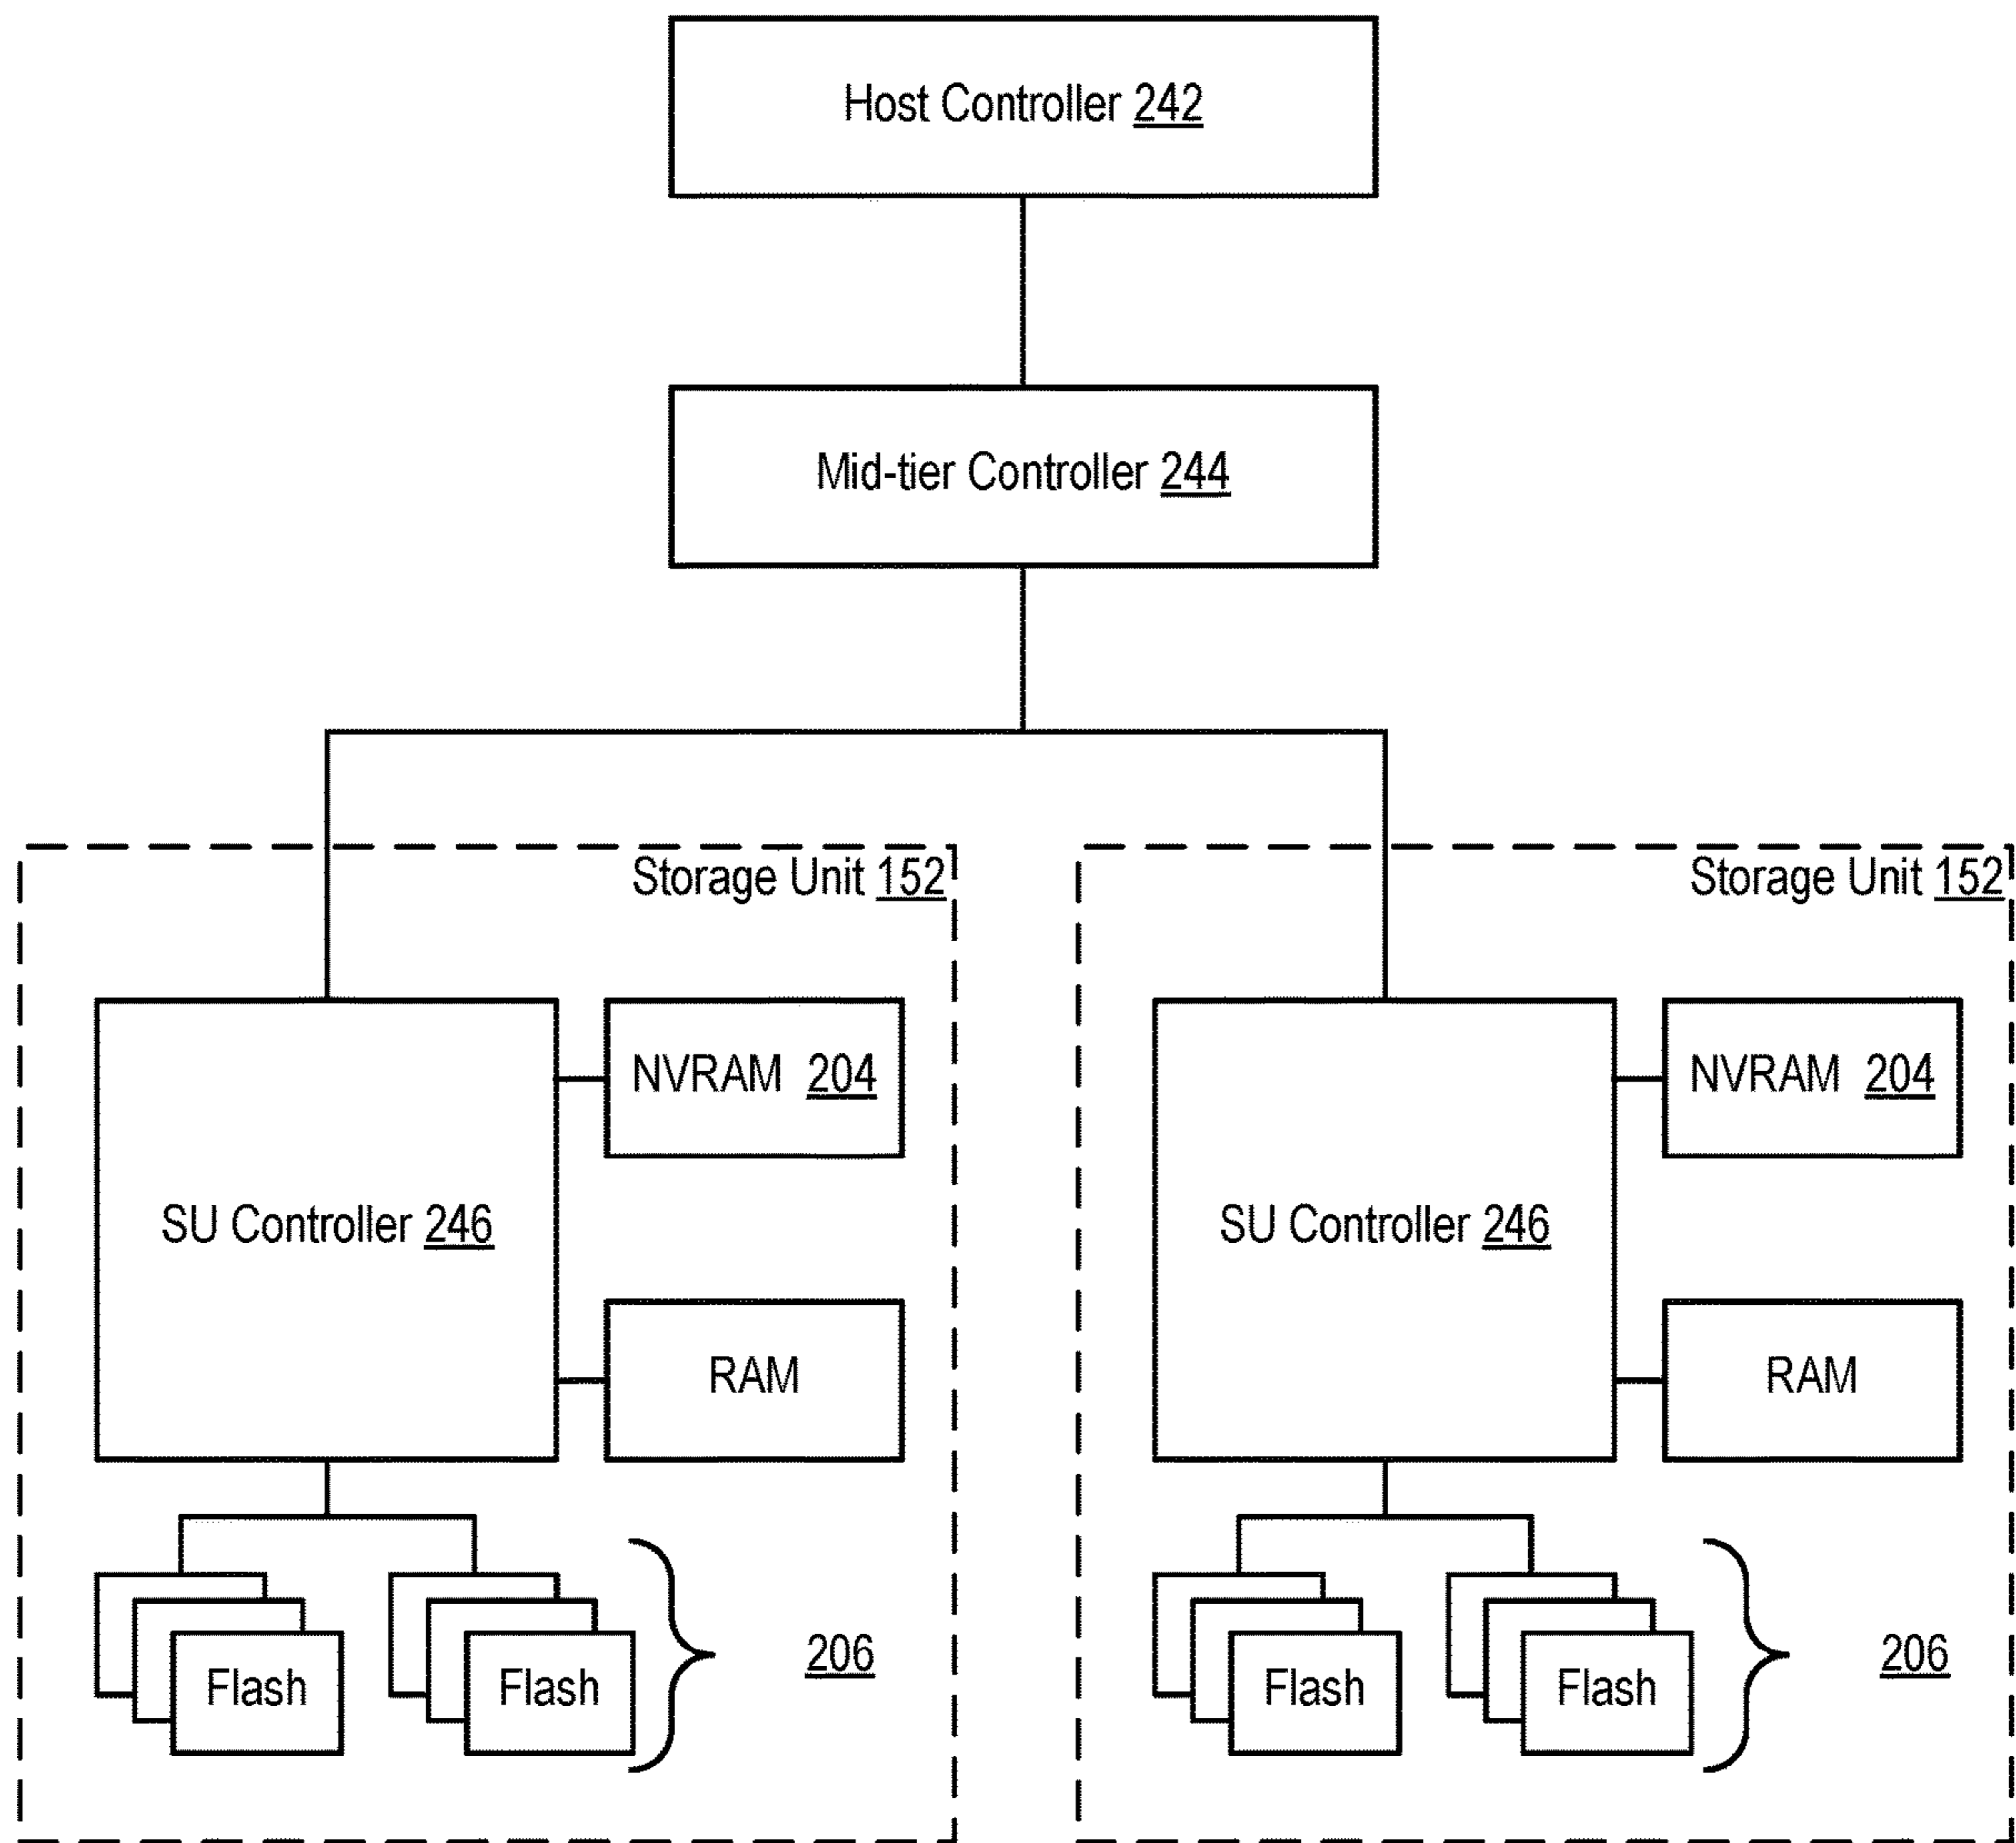 Host Controller 242
Mid-tier Controller 244
Storage Unit 152
SU Controller 246
NVRAM 204
RAM
Flash
Flash
206
Storage Unit 152
SU Controller 246
NVRAM 204
RAM
Flash
Flash
206